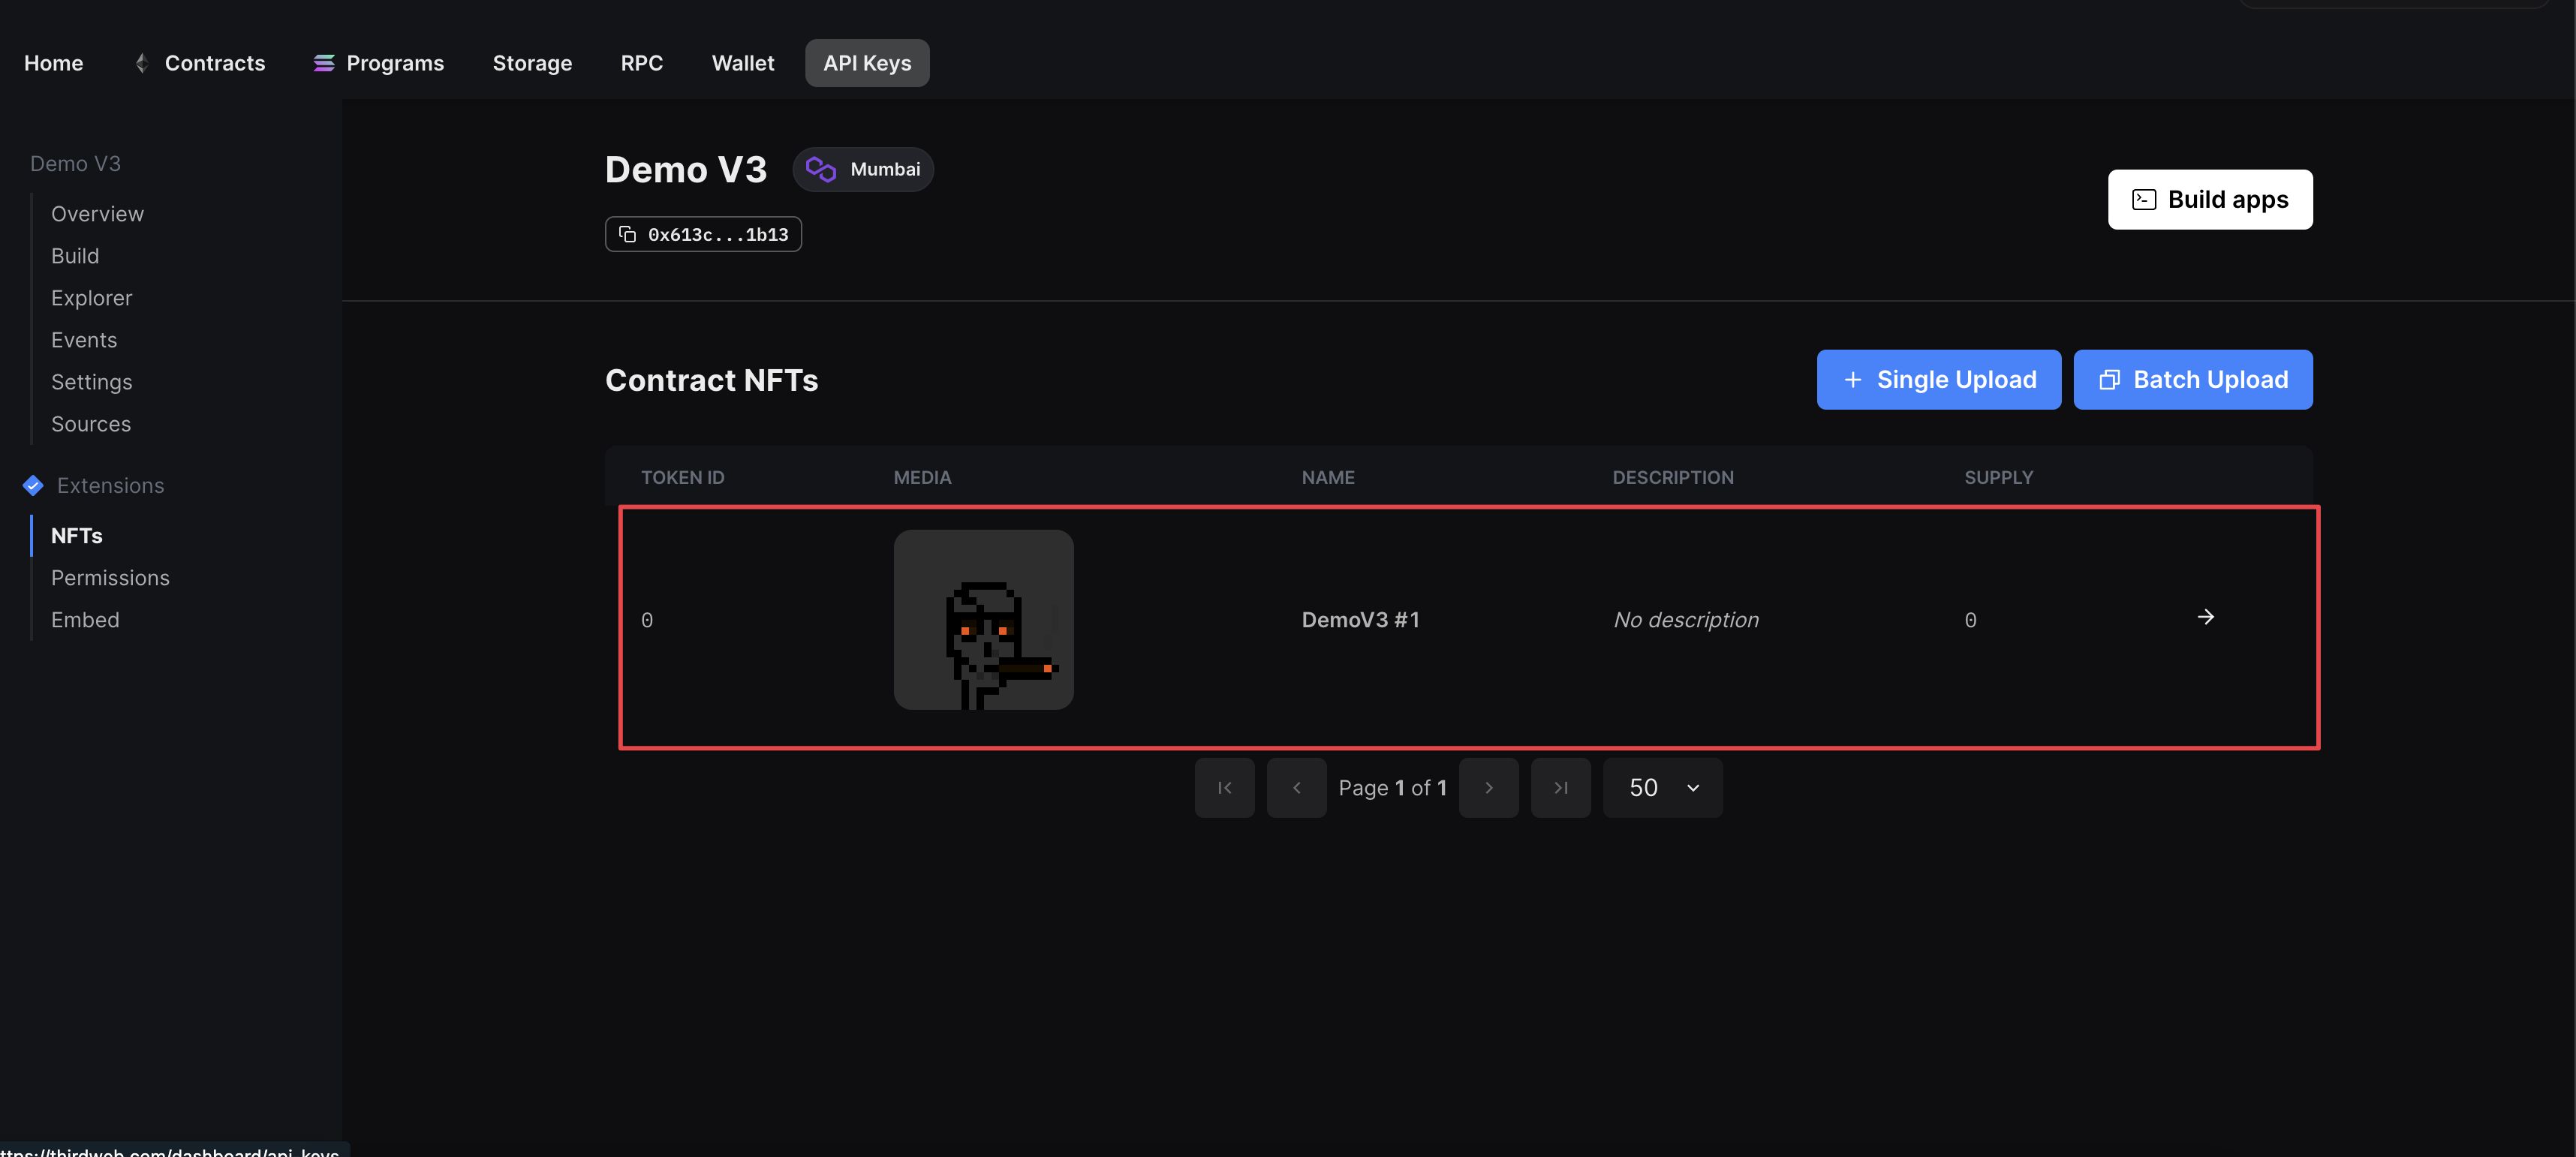 Home Contracts Programs Storage RPC Wallet API Keys
Demo V3
Overview
Build
Explorer
Events
Settings
Sources
Extensions
NFTs
Permissions
Embed
Demo V3 Mumbai
0x613c...1b13
Build apps
Contract NFTs
Single Upload Batch Upload
TOKEN ID MEDIA NAME DESCRIPTION SUPPLY
0 DemoV3 #1 No description 0
Page 1 of 1 50
ttps://thirdweb.com/dashboard/api-keys